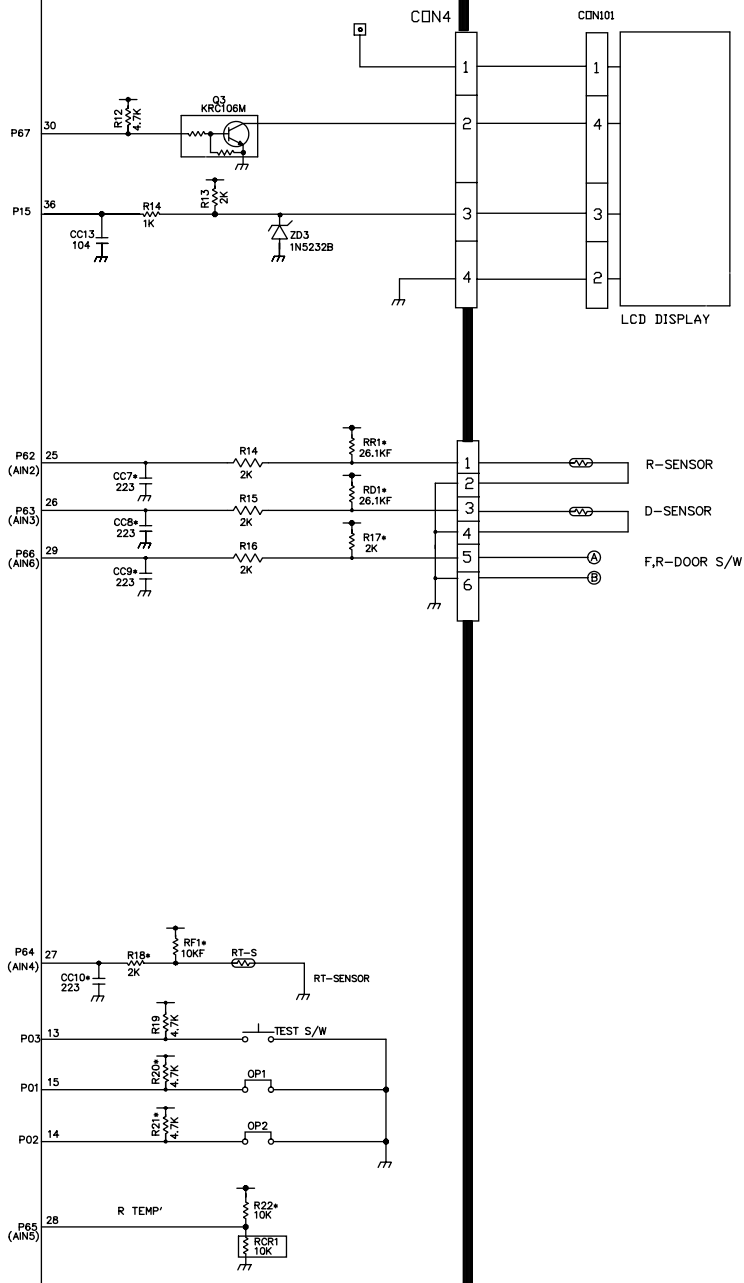 CON4
CON101
1
1
R12
4.7K
Q3
KRC106M
P67
30
2
4
P15
36
R14
1K
R13
2K
CC13
104
ZD3
1N5232B
3
3
4
2
LCD DISPLAY
P62
(AIN2)
25
CC7*
223
R14
2K
RR1*
26.1KF
1
R-SENSOR
2
P63
(AIN3)
26
CC8*
223
R15
2K
RD1*
26.1KF
3
D-SENSOR
4
P66
(AIN6)
29
CC9*
223
R16
2K
R17*
2K
5
A
F,R-DOOR S/W
6
B
P64
(AIN4)
27
CC10*
223
R18*
2K
RF1*
10KF
RT-S
RT-SENSOR
P03
13
R19
4.7K
TEST S/W
P01
15
R20*
4.7K
OP1
P02
14
R21*
4.7K
OP2
P65
(AIN5)
28
R TEMP'
R22*
10K
RCR1
10K